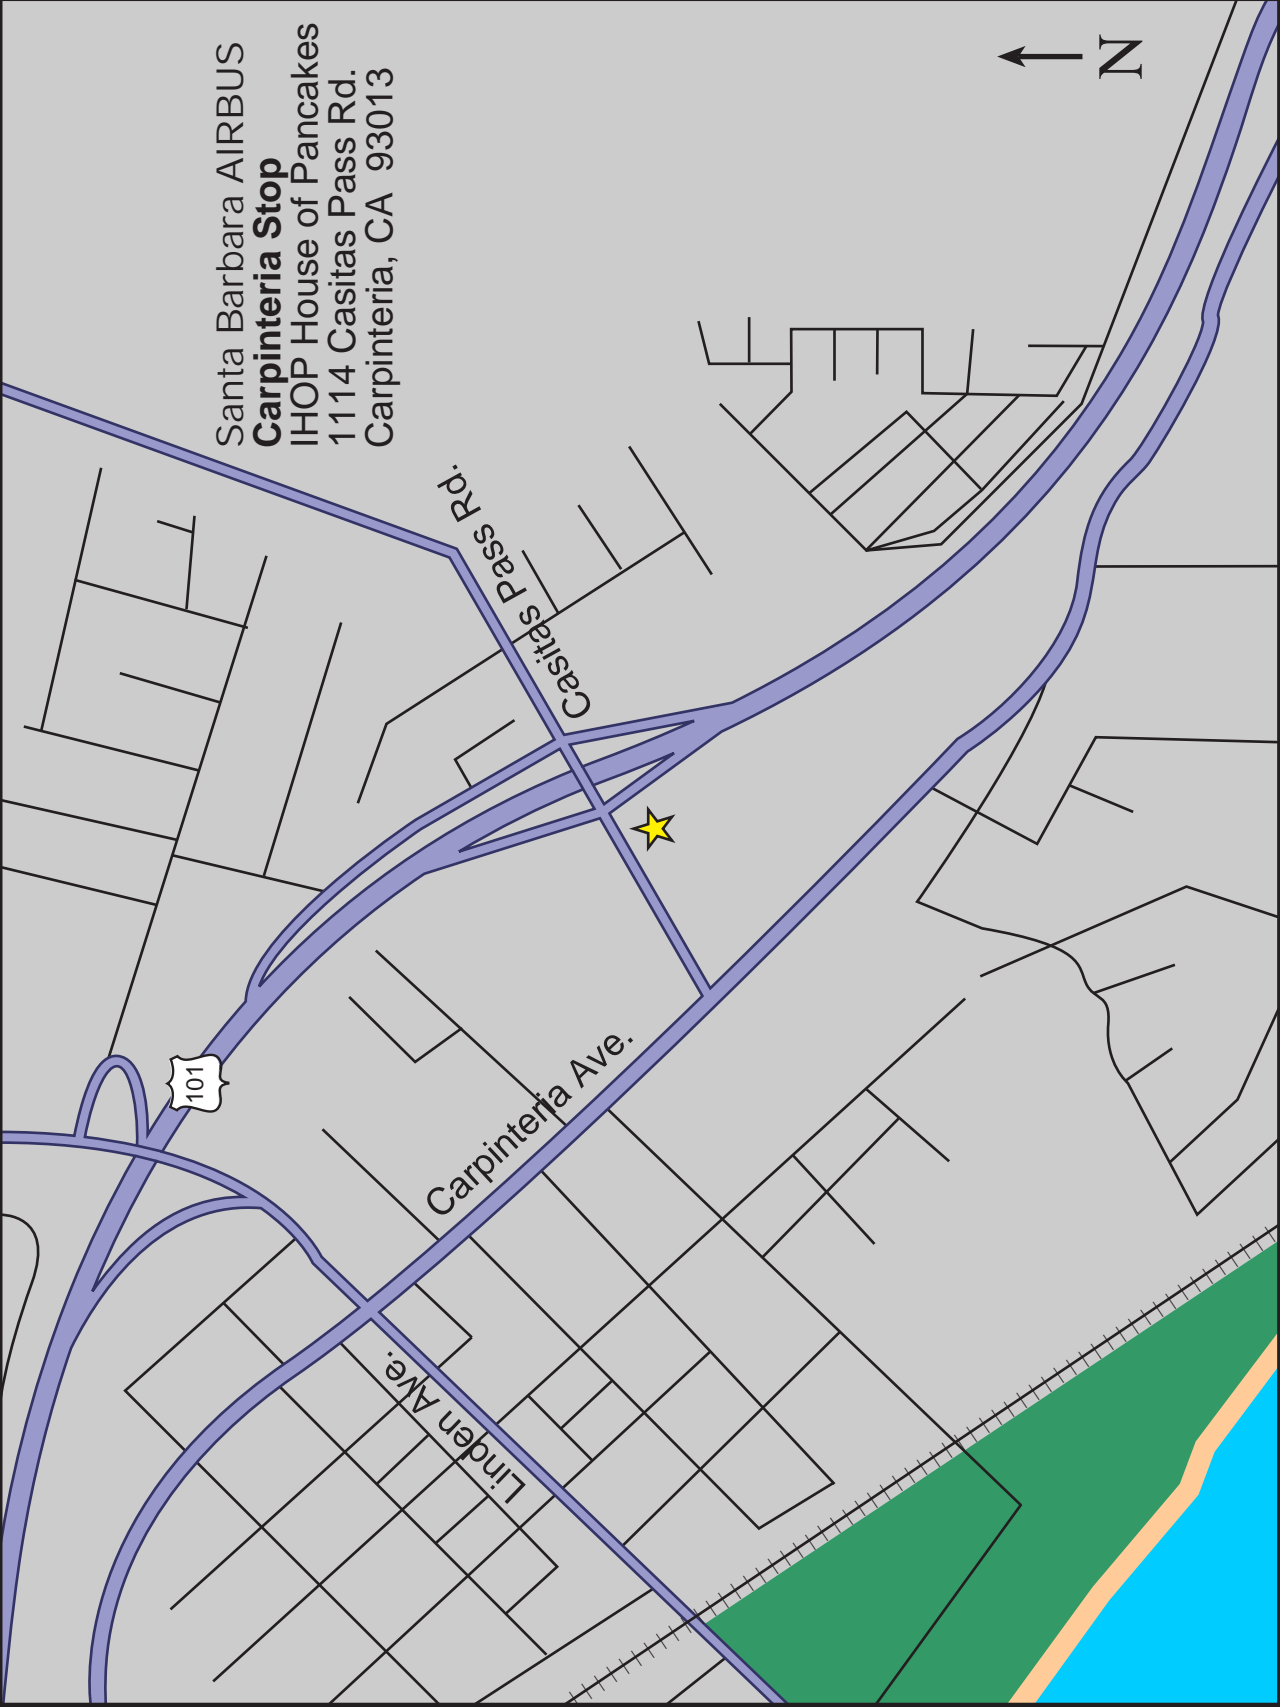 Santa Barbara AIRBUS
Carpinteria Stop
IHOP House of Pancakes
1114 Casitas Pass Rd.
Carpinteria, CA 93013
N
Casitas Pass Rd.
101
Carpinteria Ave.
Linden Ave.